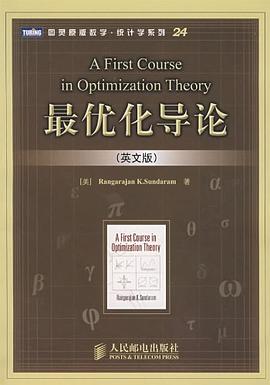 TURING
图灵原版数学·统计学系列 24
A First Course
in Optimization Theory
最优化导论
(英文版)
[美] Rangarajan K.Sundaram 著
A First Course in
Optimization Theory
Rangarajan K. Sundaram
人民邮电出版社
POSTS & TELECOM PRESS